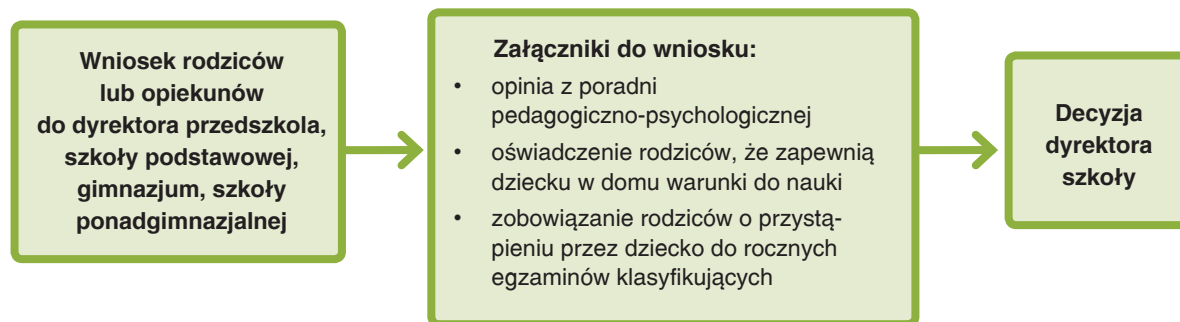 Wniosek rodziców
lub opiekunów
do dyrektora przedszkola,
szkoły podstawowej,
gimnazjum, szkoły
ponadgimnazjalnej
Załączniki do wniosku:
• opinia z poradni
pedagogiczno-psychologicznej
• oświadczenie rodziców, że zapewnią
dziecku w domu warunki do nauki
• zobowiązanie rodziców o przystą-
pieniu przez dziecko do rocznych
egzaminów klasyfikujących
Decyzja
dyrektora
szkoły